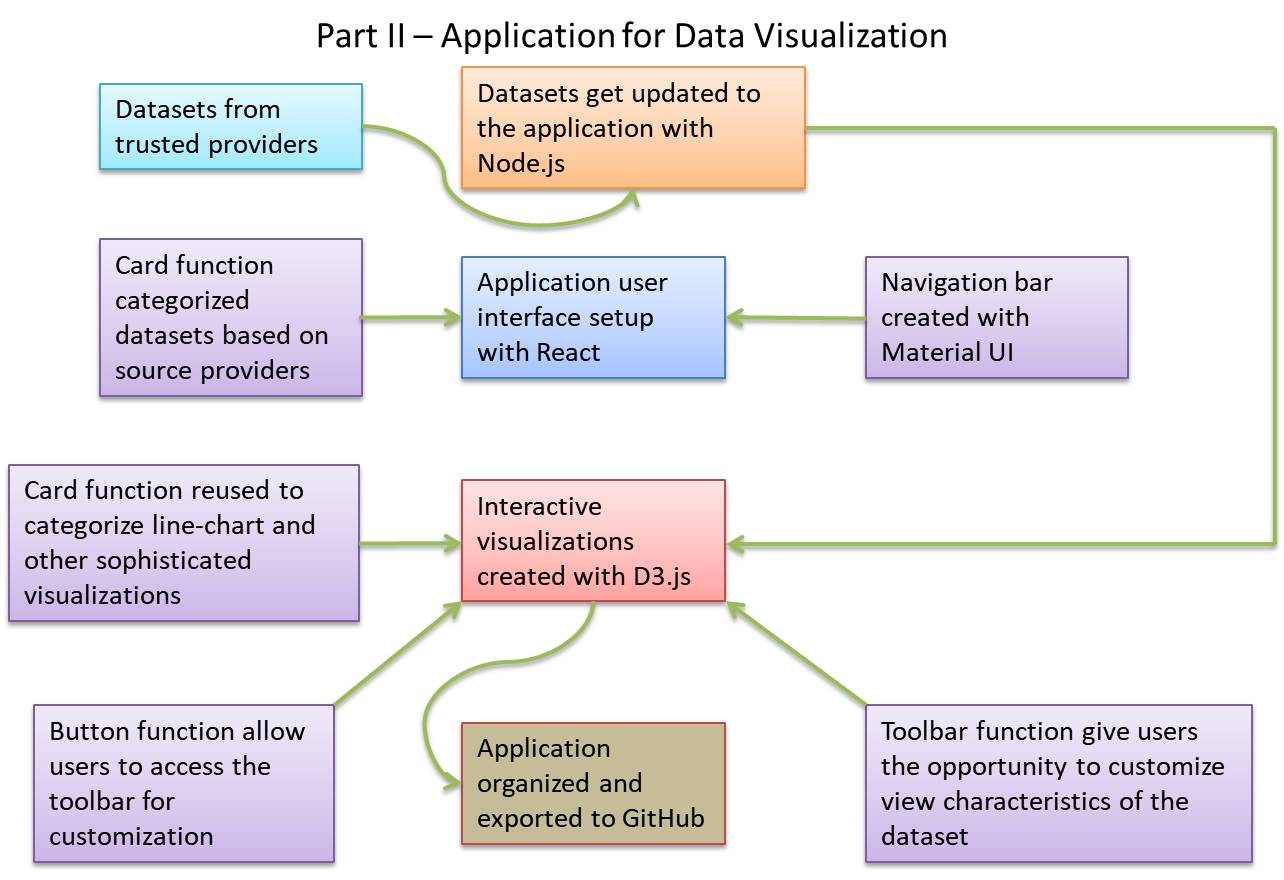 Part II – Application for Data Visualization
Datasets from
trusted providers
Datasets get updated to
the application with
Node.js
Card function
categorized
datasets based on
source providers
Application user
interface setup
with React
Navigation bar
created with
Material UI
Card function reused to
categorize line-chart and
other sophisticated
visualizations
Interactive
visualizations
created with D3.js
Button function allow
users to access the
toolbar for
customization
Application
organized and
exported to GitHub
Toolbar function give users
the opportunity to customize
view characteristics of the
dataset